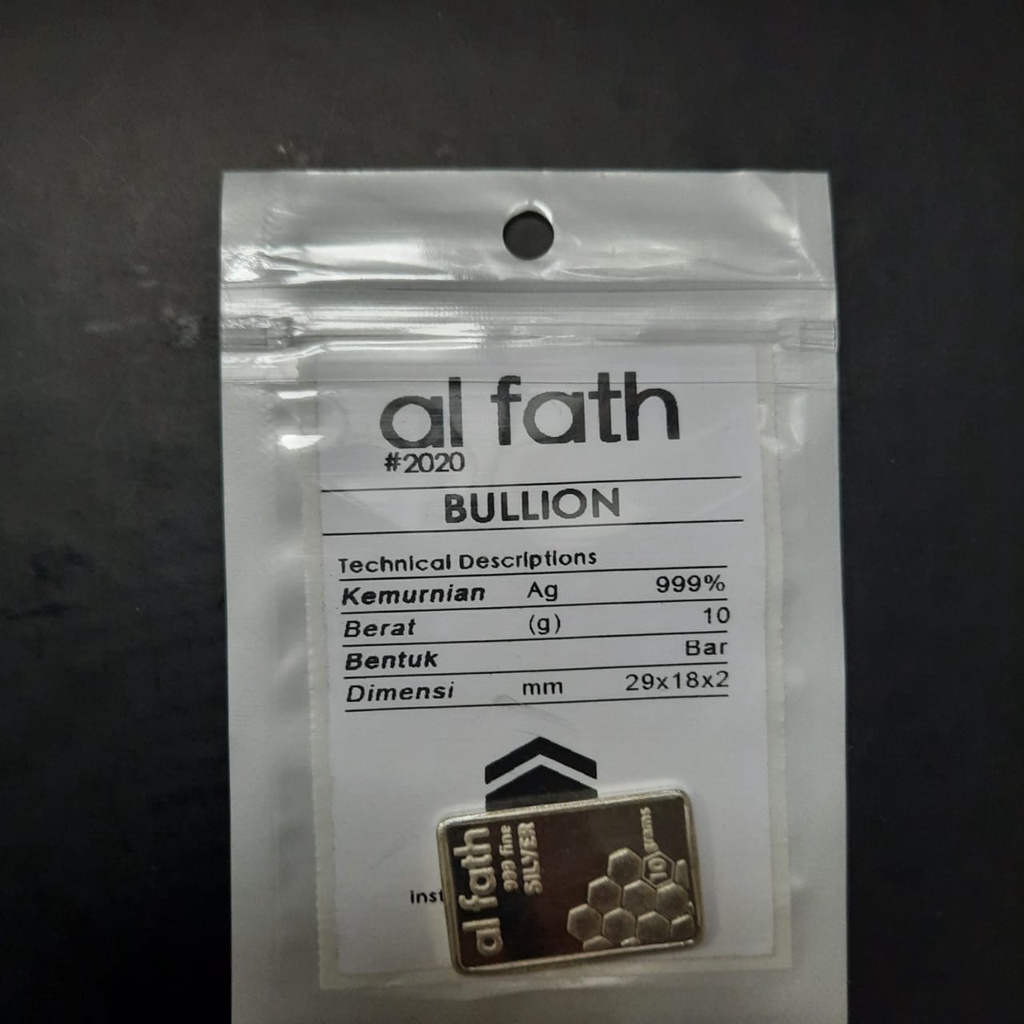 al fath
#2020
BULLION
Technical Descriptions
Kemurnian Ag 999%
Berat (g) 10
Bentuk Bar
Dimensi mm 29x18x2
al fath
999 fine
SILVER
10 grams
inst